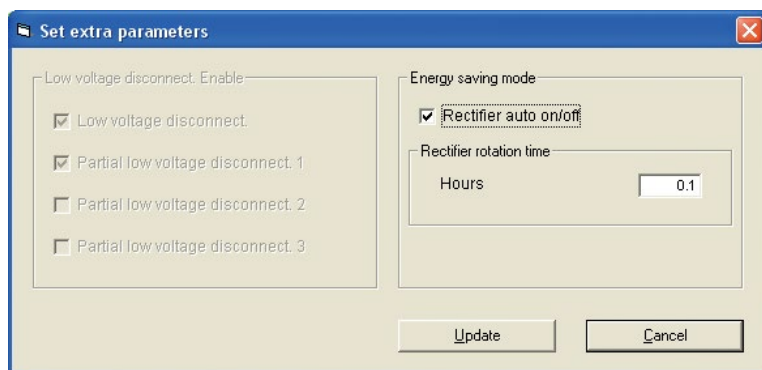 Set extra parameters
Low voltage disconnect. Enable
Low voltage disconnect.
Partial low voltage disconnect. 1
Partial low voltage disconnect. 2
Partial low voltage disconnect. 3
Energy saving mode
Rectifier auto on/off
Rectifier rotation time
Hours 0.1
Update Cancel